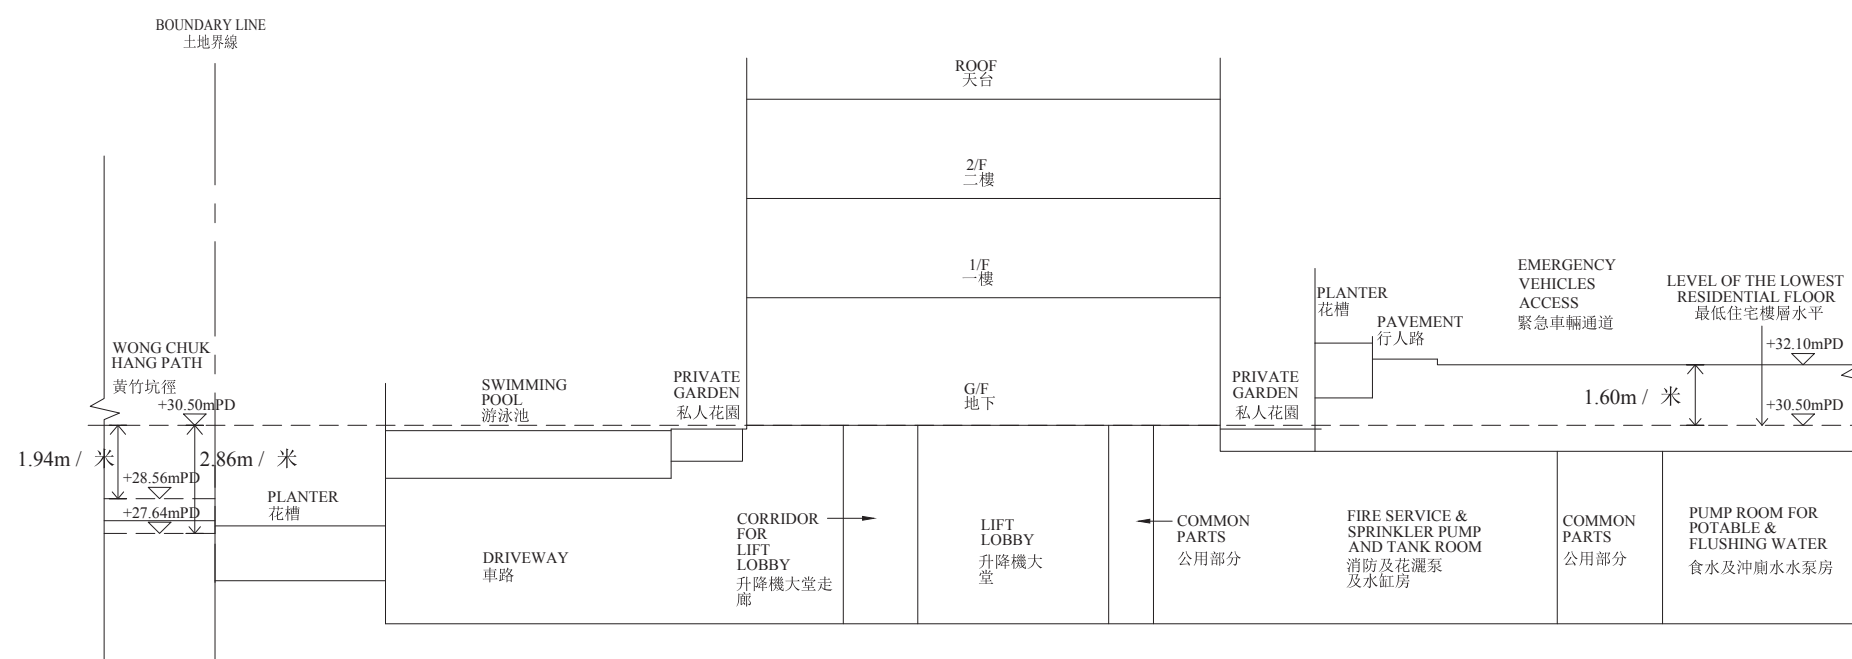 BOUNDARY LINE
土地界線
ROOF
天台
2/F
二樓
1/F
一樓
G/F
地下
WONG CHUK
HANG PATH
黃竹坑徑
+30.50mPD
1.94m / 米
2.86m / 米
+28.56mPD
+27.64mPD
PLANTER
花槽
SWIMMING
POOL
游泳池
PRIVATE
GARDEN
私人花園
DRIVEWAY
車路
CORRIDOR
FOR
LIFT
LOBBY
升降機大堂走
廊
LIFT
LOBBY
升降機大
堂
COMMON
PARTS
公用部分
PRIVATE
GARDEN
私人花園
PLANTER
花槽
PAVEMENT
行人路
EMERGENCY
VEHICLES
ACCESS
緊急車輛通道
LEVEL OF THE LOWEST
RESIDENTIAL FLOOR
最低住宅樓層水平
+32.10mPD
1.60m / 米
+30.50mPD
FIRE SERVICE &
SPRINKLER PUMP
AND TANK ROOM
消防及花灑泵
及水缸房
COMMON
PARTS
公用部分
PUMP ROOM FOR
POTABLE &
FLUSHING WATER
食水及沖廁水水泵房